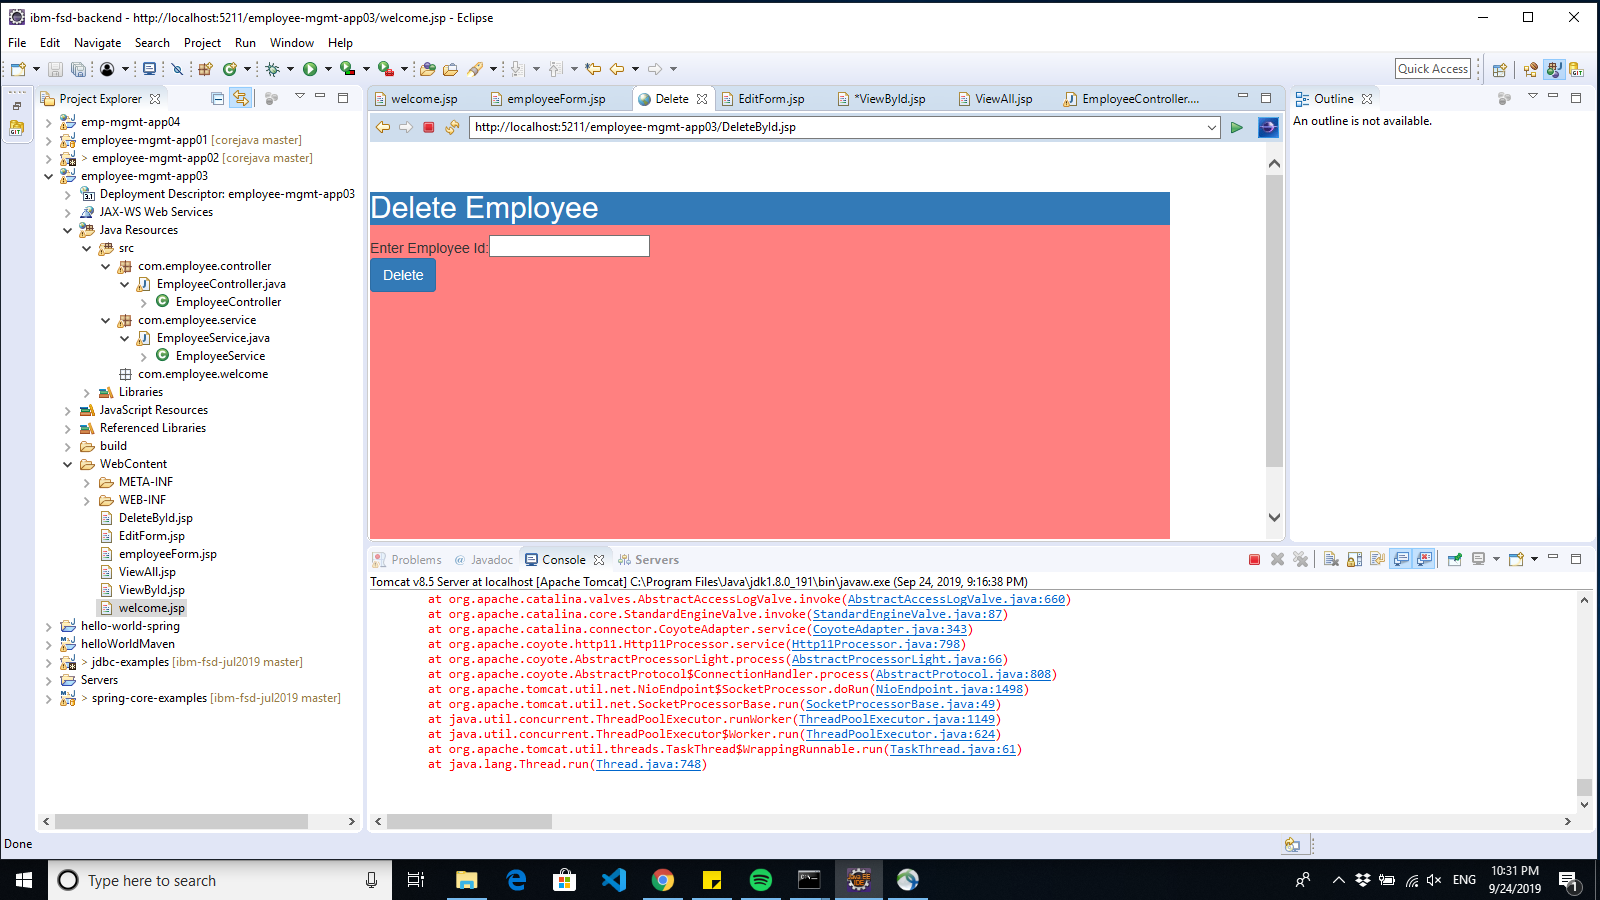 ibm-fsd-backend - http://localhost:5211/employee-mgmt-app03/welcome.jsp - Eclipse
File Edit Navigate Search Project Run Window Help
Quick Access
Project Explorer
emp-mgmt-app04
employee-mgmt-app01 [corejava master]
> employee-mgmt-app02 [corejava master]
employee-mgmt-app03
Deployment Descriptor: employee-mgmt-app03
JAX-WS Web Services
Java Resources
src
com.employee.controller
EmployeeController.java
EmployeeController
com.employee.service
EmployeeService.java
EmployeeService
com.employee.welcome
Libraries
JavaScript Resources
Referenced Libraries
build
WebContent
META-INF
WEB-INF
DeleteById.jsp
EditForm.jsp
employeeForm.jsp
ViewAll.jsp
ViewById.jsp
welcome.jsp
hello-world-spring
helloWorldMaven
> jdbc-examples [ibm-fsd-jul2019 master]
Servers
> spring-core-examples [ibm-fsd-jul2019 master]
welcome.jsp employeeForm.jsp Delete EditForm.jsp *ViewById.jsp ViewAll.jsp EmployeeController....
http://localhost:5211/employee-mgmt-app03/DeleteById.jsp
Delete Employee
Enter Employee Id:
Delete
Outline
An outline is not available.
Problems @ Javadoc Console Servers
Tomcat v8.5 Server at localhost [Apache Tomcat] C:\Program Files\Java\jdk1.8.0_191\bin\javaw.exe (Sep 24, 2019, 9:16:38 PM)
at org.apache.catalina.valves.AbstractAccessLogValve.invoke(AbstractAccessLogValve.java:660)
at org.apache.catalina.core.StandardEngineValve.invoke(StandardEngineValve.java:87)
at org.apache.catalina.connector.CoyoteAdapter.service(CoyoteAdapter.java:343)
at org.apache.coyote.http11.Http11Processor.service(Http11Processor.java:798)
at org.apache.coyote.AbstractProcessorLight.process(AbstractProcessorLight.java:66)
at org.apache.coyote.AbstractProtocol$ConnectionHandler.process(AbstractProtocol.java:808)
at org.apache.tomcat.util.net.NioEndpoint$SocketProcessor.doRun(NioEndpoint.java:1498)
at org.apache.tomcat.util.net.SocketProcessorBase.run(SocketProcessorBase.java:49)
at java.util.concurrent.ThreadPoolExecutor.runWorker(ThreadPoolExecutor.java:1149)
at java.util.concurrent.ThreadPoolExecutor$Worker.run(ThreadPoolExecutor.java:624)
at org.apache.tomcat.util.threads.TaskThread$WrappingRunnable.run(TaskThread.java:61)
at java.lang.Thread.run(Thread.java:748)
Done
Type here to search
ENG
10:31 PM
9/24/2019
1